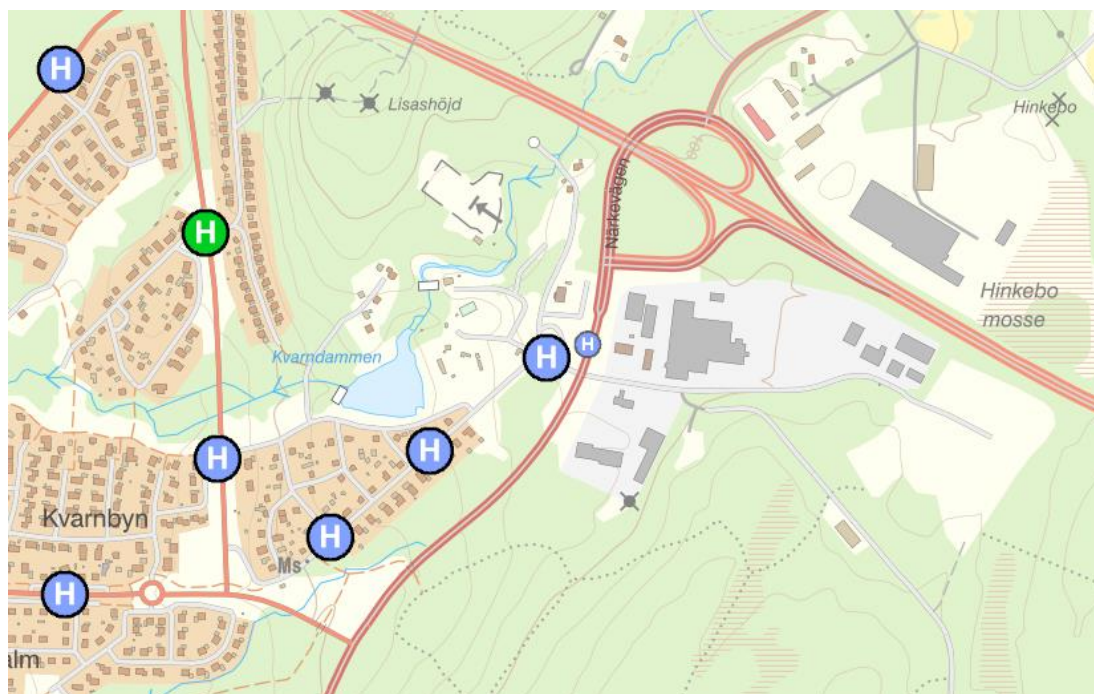 H
Lisashöjd
Hinkebo
H
Närkevägen
Hinkebo
mosse
Kvarndammen
H
H
H
H
Kvarnbyn
H
Ms
H
alm